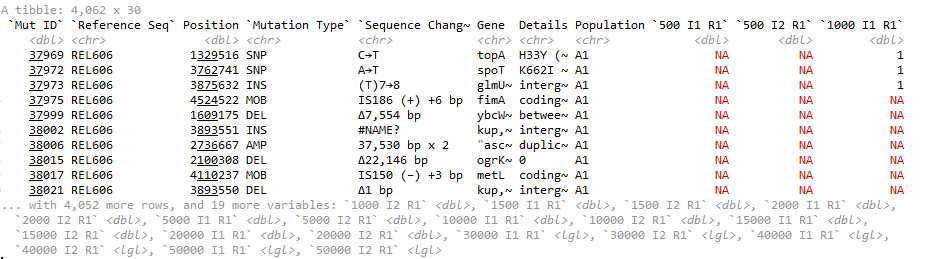 A tibble: 4,062 x 30
`Mut ID` `Reference Seq` Position `Mutation Type` `Sequence Chang~ Gene Details Population `500 I1 R1` `500 I2 R1` `1000 I1 R1`
<dbl> <chr> <dbl> <chr> <chr> <chr> <chr> <chr> <dbl> <dbl> <dbl>
37969 REL606 1329516 SNP C→T topA H33Y (~ A1 NA NA 1
37972 REL606 3762741 SNP A→T spoT K662I ~ A1 NA NA 1
37973 REL606 3875632 INS (T)7→8 glmU~ interg~ A1 NA NA 1
37975 REL606 4524522 MOB IS186 (+) +6 bp fimA coding~ A1 NA NA NA
37999 REL606 1609175 DEL Δ7,554 bp ybcW~ betwee~ A1 NA NA NA
38002 REL606 3893551 INS #NAME? kup,~ interg~ A1 NA NA NA
38006 REL606 2736667 AMP 37,530 bp x 2 "asc~ duplic~ A1 NA NA NA
38015 REL606 2100308 DEL Δ22,146 bp ogrK~ 0 A1 NA NA NA
38017 REL606 4110237 MOB IS150 (–) +3 bp metL coding~ A1 NA NA NA
38021 REL606 3893550 DEL Δ1 bp kup,~ interg~ A1 NA NA NA
... with 4,052 more rows, and 19 more variables: `1000 I2 R1` <dbl>, `1500 I1 R1` <dbl>, `1500 I2 R1` <dbl>, `2000 I1 R1` <dbl>,
`2000 I2 R1` <dbl>, `5000 I1 R1` <dbl>, `5000 I2 R1` <dbl>, `10000 I1 R1` <dbl>, `10000 I2 R1` <dbl>, `15000 I1 R1` <dbl>,
`15000 I2 R1` <dbl>, `20000 I1 R1` <dbl>, `20000 I2 R1` <dbl>, `30000 I1 R1` <lgl>, `30000 I2 R1` <lgl>, `40000 I1 R1` <lgl>,
`40000 I2 R1` <lgl>, `50000 I1 R1` <lgl>, `50000 I2 R1` <lgl>